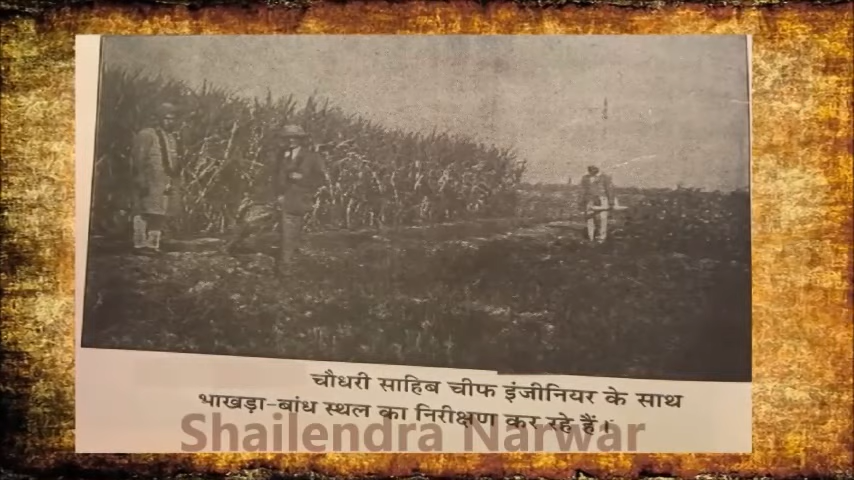 चौधरी साहिब चीफ इंजीनियर के साथ
भाखड़ा-बांध स्थल का निरीक्षण कर रहे हैं।
Shailendra Narwar